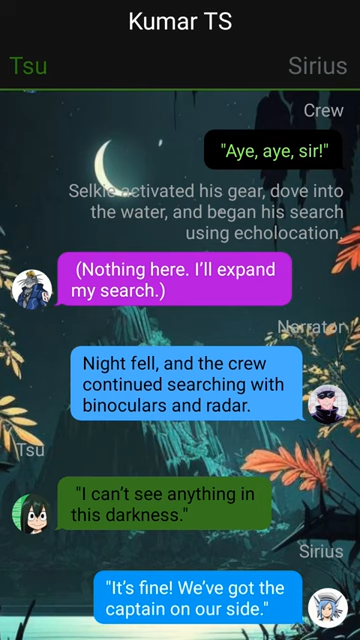 Kumar TS
Tsu
Sirius
Crew
"Aye, aye, sir!"
Selkie activated his gear, dove into
the water, and began his search
using echolocation.
(Nothing here. I'll expand
my search.)
Narrator
Night fell, and the crew
continued searching with
binoculars and radar.
Tsu
"I can't see anything in
this darkness."
Sirius
"It's fine! We've got the
captain on our side."